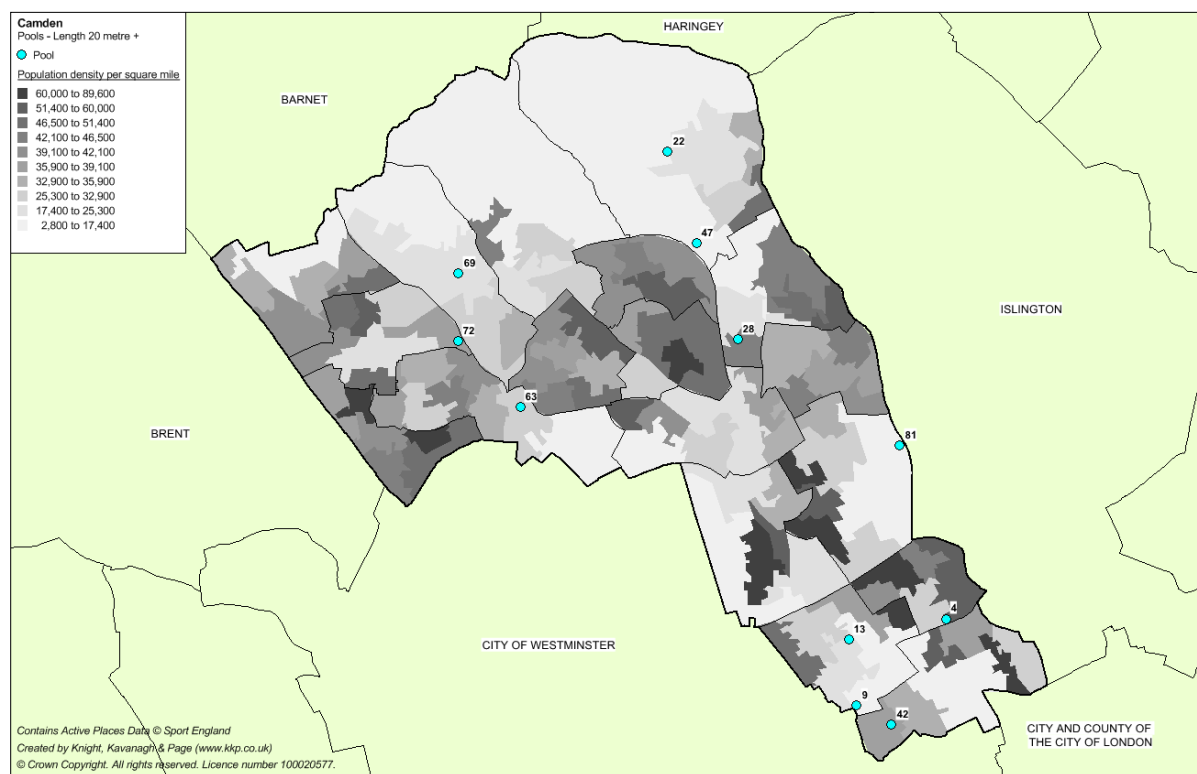 Camden
Pools - Length 20 metre +
Pool
Population density per square mile
60,000 to 89,600
51,400 to 60,000
46,500 to 51,400
42,100 to 46,500
39,100 to 42,100
35,900 to 39,100
32,900 to 35,900
25,300 to 32,900
17,400 to 25,300
2,800 to 17,400
HARINGEY
BARNET
22
47
69
ISLINGTON
72
28
63
BRENT
81
4
13
CITY OF WESTMINSTER
9
42
CITY AND COUNTY OF
THE CITY OF LONDON
Contains Active Places Data © Sport England
Created by Knight, Kavanagh & Page (www.kkp.co.uk)
© Crown Copyright. All rights reserved. Licence number 100020577.